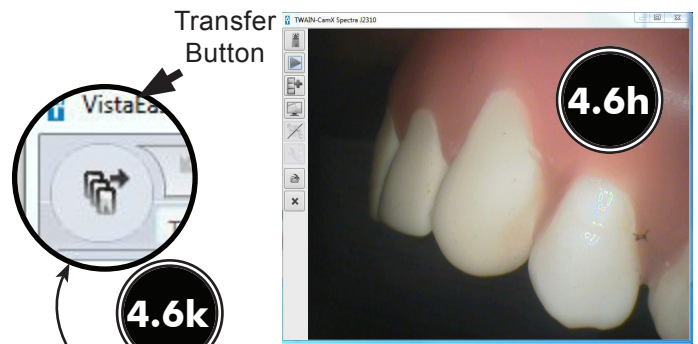 Transfer
Button
VistaEa
4.6k
TWAIN-CamX Spectra J2310
4.6h